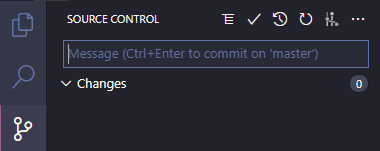 SOURCE CONTROL
Message (Ctrl+Enter to commit on 'master')
Changes 0